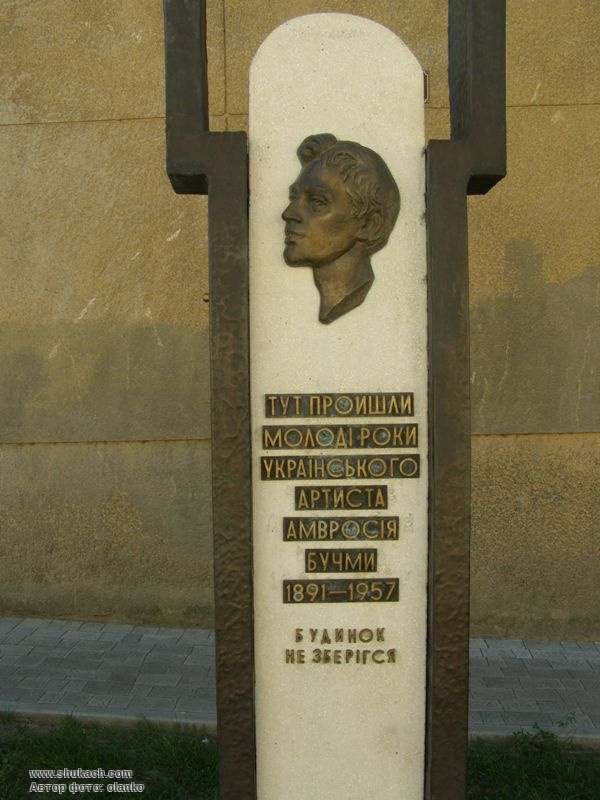 ТУТ ПРОЙШЛИ
МОЛОДІ РОКИ
УКРАЇНСЬКОГО
АРТИСТА
АМВРОСІЯ
БУЧМИ
1891—1957
БУДИНОК
НЕ ЗБЕРІГСЯ
www.shukach.com
Автор фото: olanko